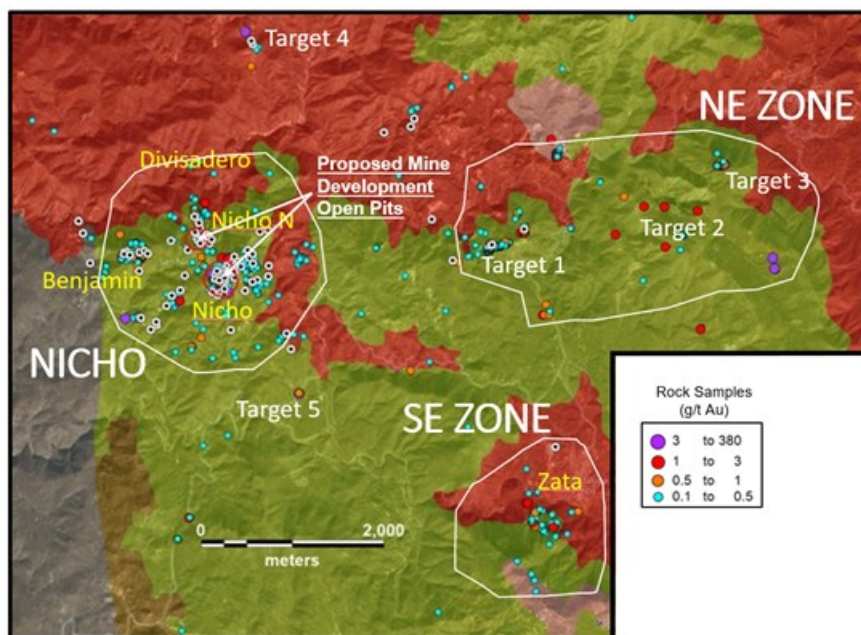 Target 4
NE ZONE
Divisadero
Proposed Mine
Development
Open Pits
Target 3
Nicho N
Target 2
Target 1
Benjamin
Nicho
NICHO
Target 5
SE ZONE
Zata
0 2,000
meters
Rock Samples
(g/t Au)
3 to 380
1 to 3
0.5 to 1
0.1 to 0.5